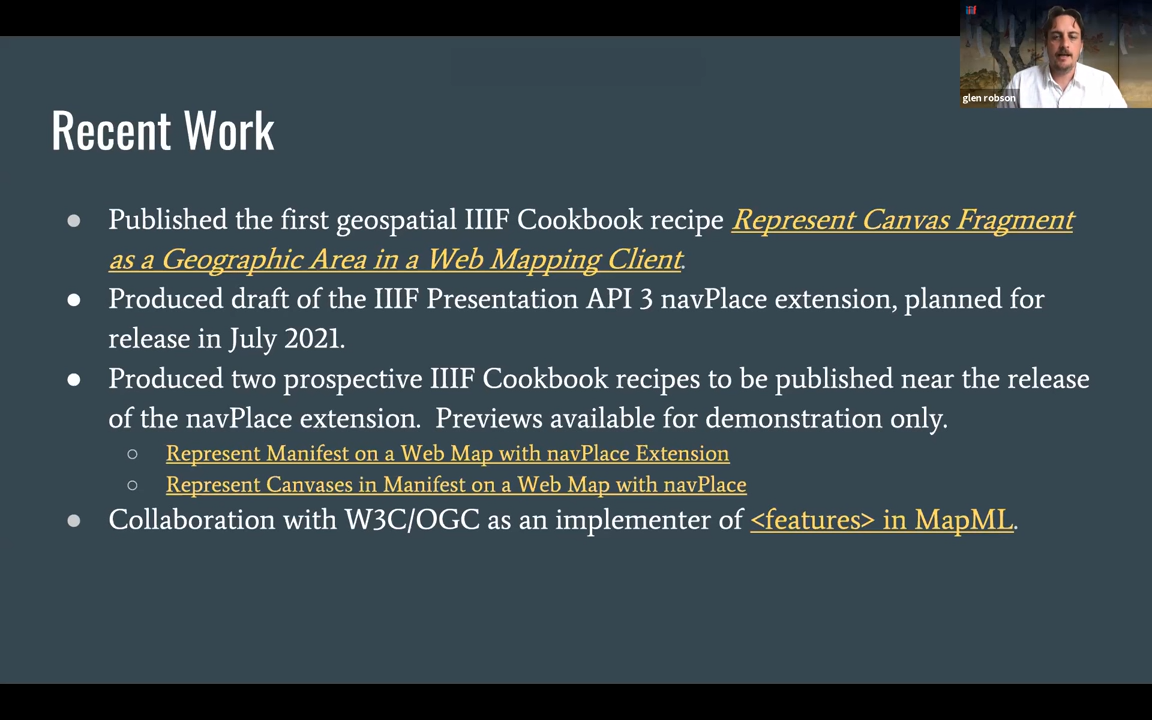 iiif
glen robson
Recent Work
● Published the first geospatial IIIF Cookbook recipe Represent Canvas Fragment
as a Geographic Area in a Web Mapping Client.
● Produced draft of the IIIF Presentation API 3 navPlace extension, planned for
release in July 2021.
● Produced two prospective IIIF Cookbook recipes to be published near the release
of the navPlace extension. Previews available for demonstration only.
○ Represent Manifest on a Web Map with navPlace Extension
○ Represent Canvases in Manifest on a Web Map with navPlace
● Collaboration with W3C/OGC as an implementer of <features> in MapML.